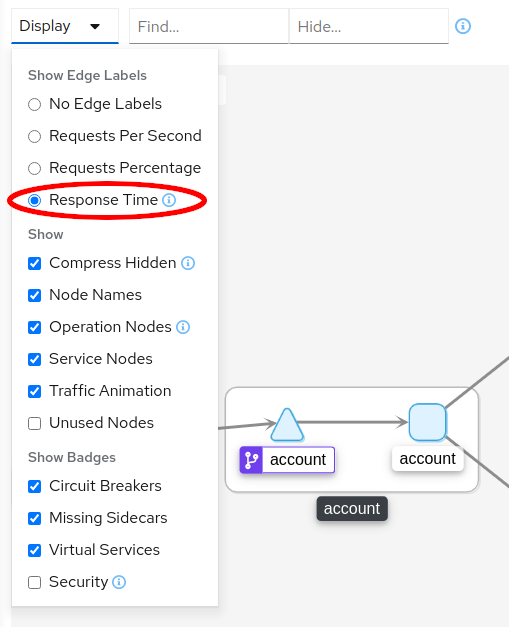 Display
Find...
Hide...
Show Edge Labels
No Edge Labels
Requests Per Second
Requests Percentage
Response Time
Show
Compress Hidden
Node Names
Operation Nodes
Service Nodes
Traffic Animation
Unused Nodes
Show Badges
Circuit Breakers
Missing Sidecars
Virtual Services
Security
account
account
account